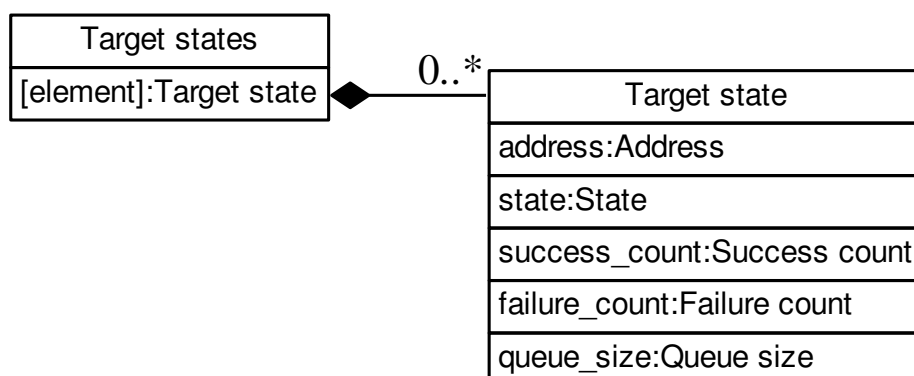 Target states
[element]:Target state
0..*
Target state
address:Address
state:State
success_count:Success count
failure_count:Failure count
queue_size:Queue size